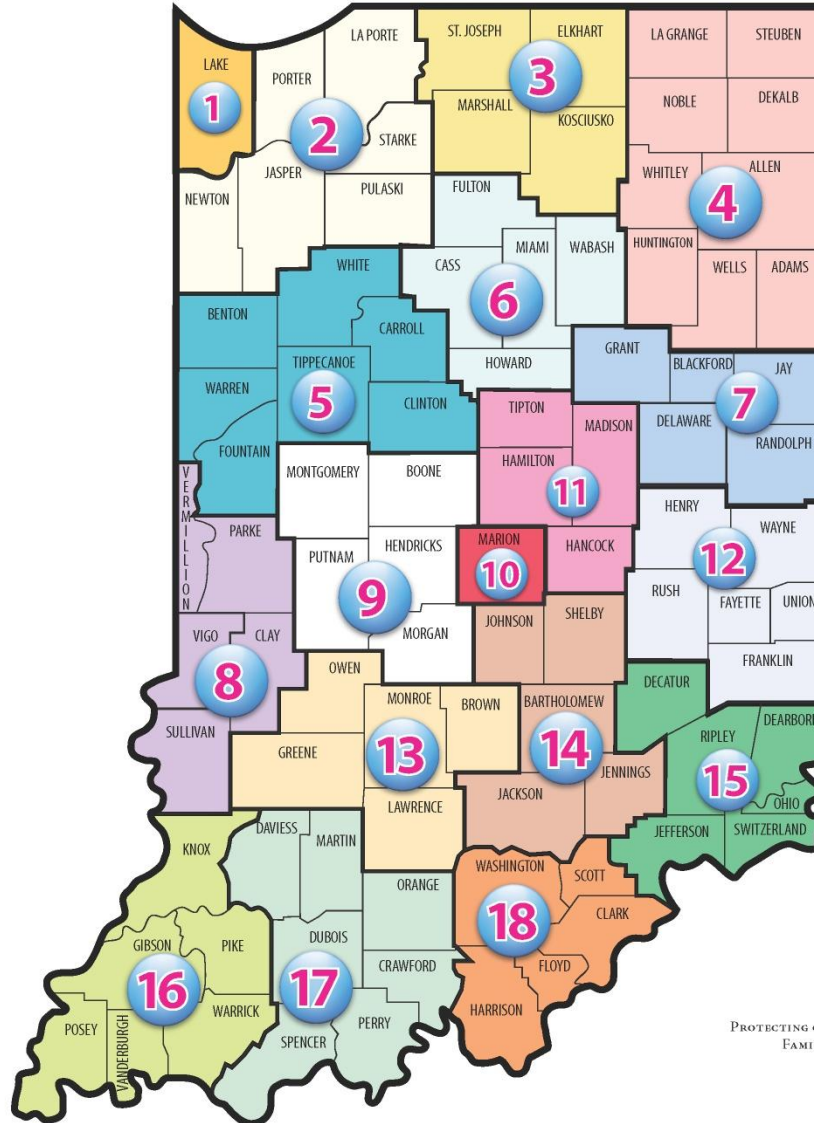 LA PORTE
ST. JOSEPH
ELKHART
LA GRANGE
STEUBEN
LAKE
PORTER
1
2
3
MARSHALL
KOSCIUSKO
NOBLE
DEKALB
STARKE
JASPER
PULASKI
NEWTON
WHITLEY
ALLEN
4
FULTON
HUNTINGTON
WELLS
ADAMS
WHITE
CASS
MIAMI
WABASH
6
BENTON
CARROLL
HOWARD
GRANT
BLACKFORD
JAY
7
TIPPECANOE
WARREN
5
CLINTON
TIPTON
MADISON
DELAWARE
RANDOLPH
FOUNTAIN
MONTGOMERY
BOONE
HAMILTON
11
VERMILLION
PARKE
HENRY
WAYNE
12
PUTNAM
HENDRICKS
MARION
10
HANCOCK
9
RUSH
FAYETTE
UNION
MORGAN
JOHNSON
SHELBY
VIGO
CLAY
8
OWEN
FRANKLIN
DECATUR
MONROE
BROWN
BARTHOLOMEW
SULLIVAN
GREENE
13
14
RIPLEY
DEARBOR
15
JENNINGS
LAWRENCE
JACKSON
OHIO
JEFFERSON
SWITZERLAND
DAVIESS
MARTIN
KNOX
WASHINGTON
SCOTT
ORANGE
18
CLARK
GIBSON
PIKE
DUBOIS
CRAWFORD
FLOYD
16
17
HARRISON
POSEY
VANDERBURGH
WARRICK
SPENCER
PERRY
PROTECTING
FAMI